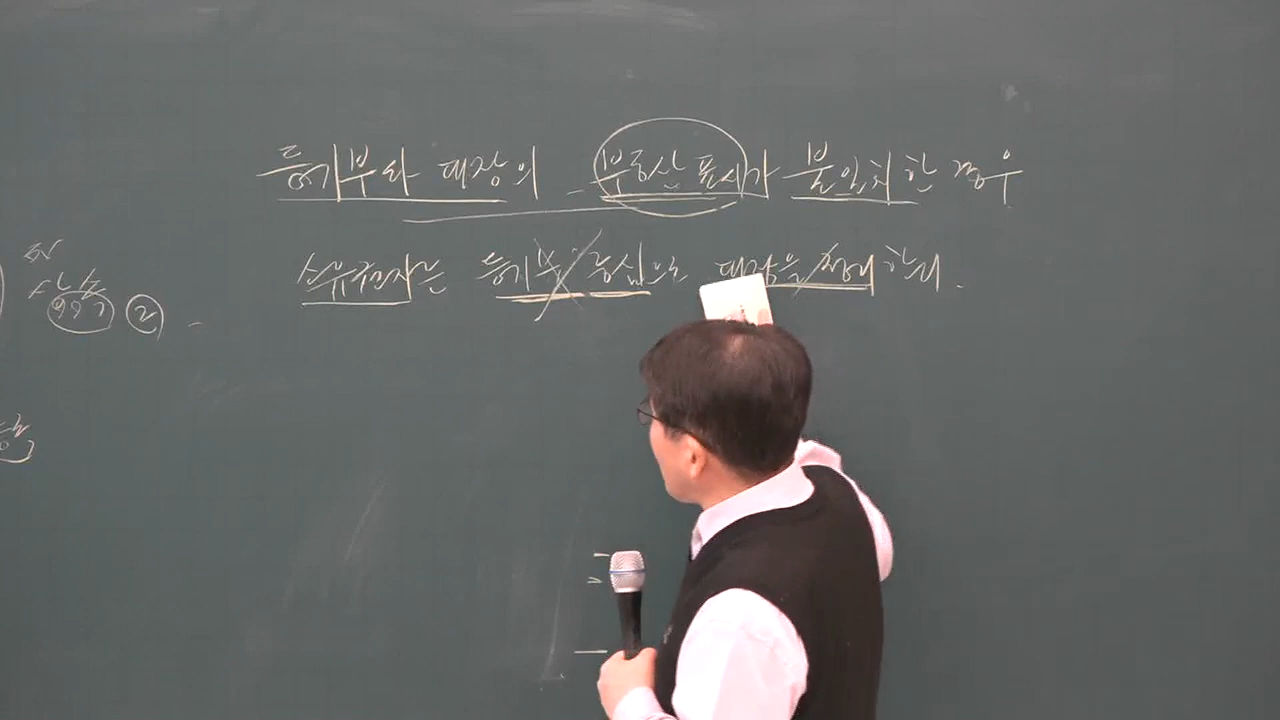 등기부와 대장의 부동산 표시가 불일치한 경우
소유권자는 등기부 중심으로 대장을 정정한다.
②